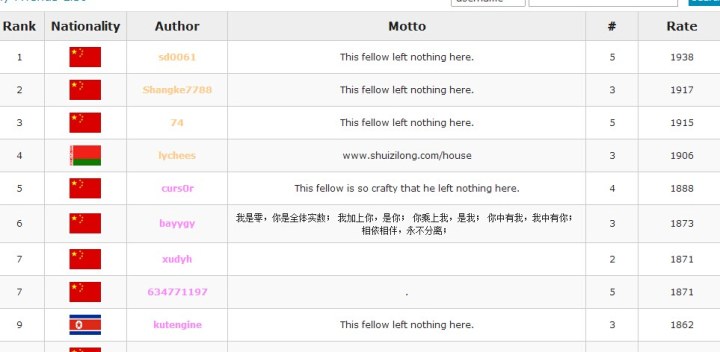 username
Rank Nationality Author Motto # Rate
1 sd0061 This fellow left nothing here. 5 1938
2 Shangke7788 This fellow left nothing here. 3 1917
3 74 This fellow left nothing here. 5 1915
4 lychees www.shuizilong.com/house 3 1906
5 curs0r This fellow is so crafty that he left nothing here. 4 1888
6 bayygy 我是零，你是全体实数； 我加上你，是你； 你乘上我，是我； 你中有我，我中有你； 3 1873
相依相伴，永不分离；
7 xudyh 2 1871
7 634771197 . 5 1871
9 kutengine This fellow left nothing here. 3 1862